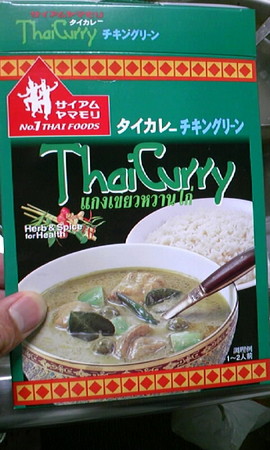 タイカレー
ThaiCurry チキングリーン
サイアム
ヤマモリ
No.1 THAI FOODS
タイカレー チキングリーン
ThaiCurry
แกงเขียวหวานไก่
Herb & Spice
for Health
調理例
1~2人前